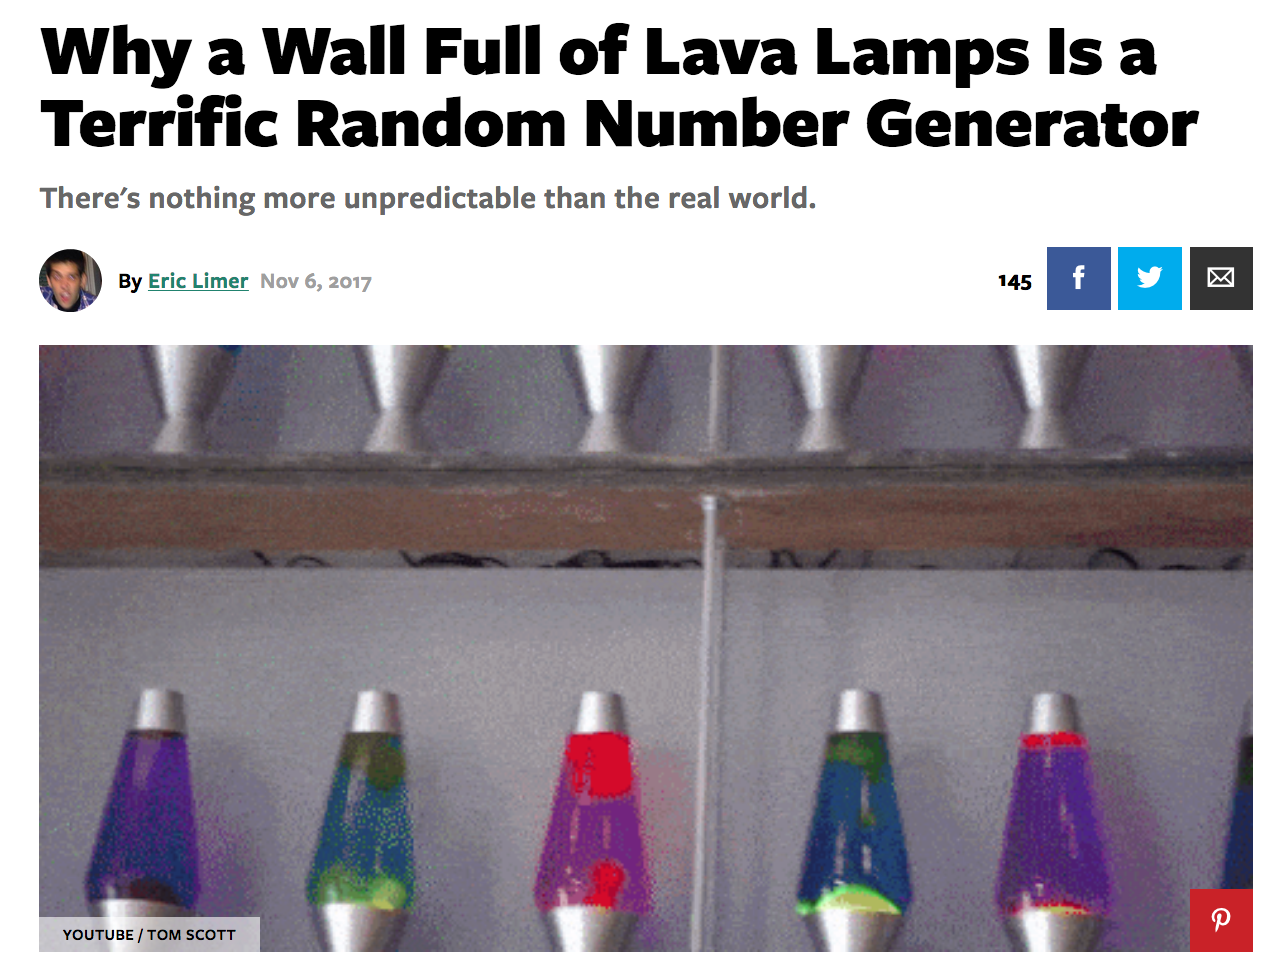 Why a Wall Full of Lava Lamps Is a
Terrific Random Number Generator
There's nothing more unpredictable than the real world.
By Eric Limer Nov 6, 2017
145
YOUTUBE / TOM SCOTT